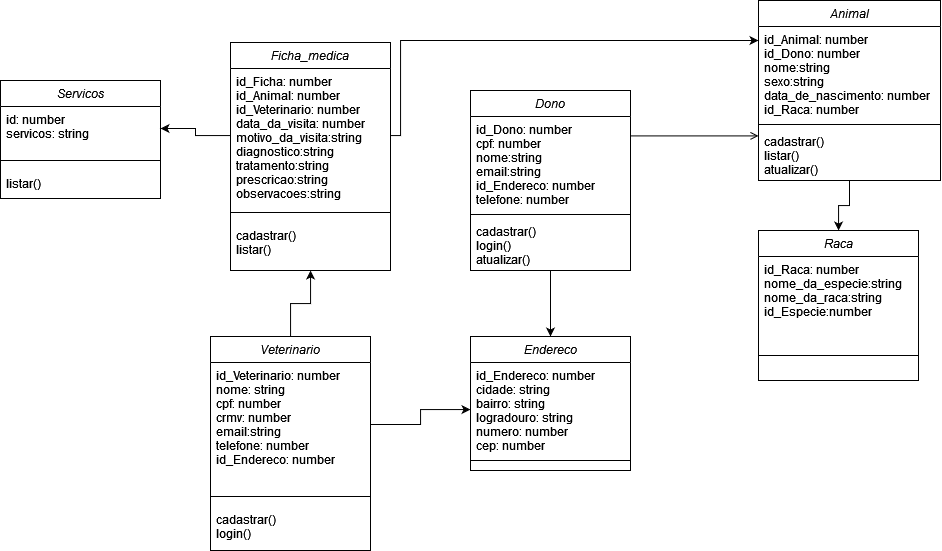 Servicos
id: number
servicos: string
listar()
Ficha_medica
id_Ficha: number
id_Animal: number
id_Veterinario: number
data_da_visita: number
motivo_da_visita:string
diagnostico:string
tratamento:string
prescricao:string
observacoes:string
cadastrar()
listar()
Dono
id_Dono: number
cpf: number
nome:string
email:string
id_Endereco: number
telefone: number
cadastrar()
login()
atualizar()
Animal
id_Animal: number
id_Dono: number
nome:string
sexo:string
data_de_nascimento: number
id_Raca: number
cadastrar()
listar()
atualizar()
Raca
id_Raca: number
nome_da_especie:string
nome_da_raca:string
id_Especie:number
Veterinario
id_Veterinario: number
nome: string
cpf: number
crmv: number
email:string
telefone: number
id_Endereco: number
cadastrar()
login()
Endereco
id_Endereco: number
cidade: string
bairro: string
logradouro: string
numero: number
cep: number